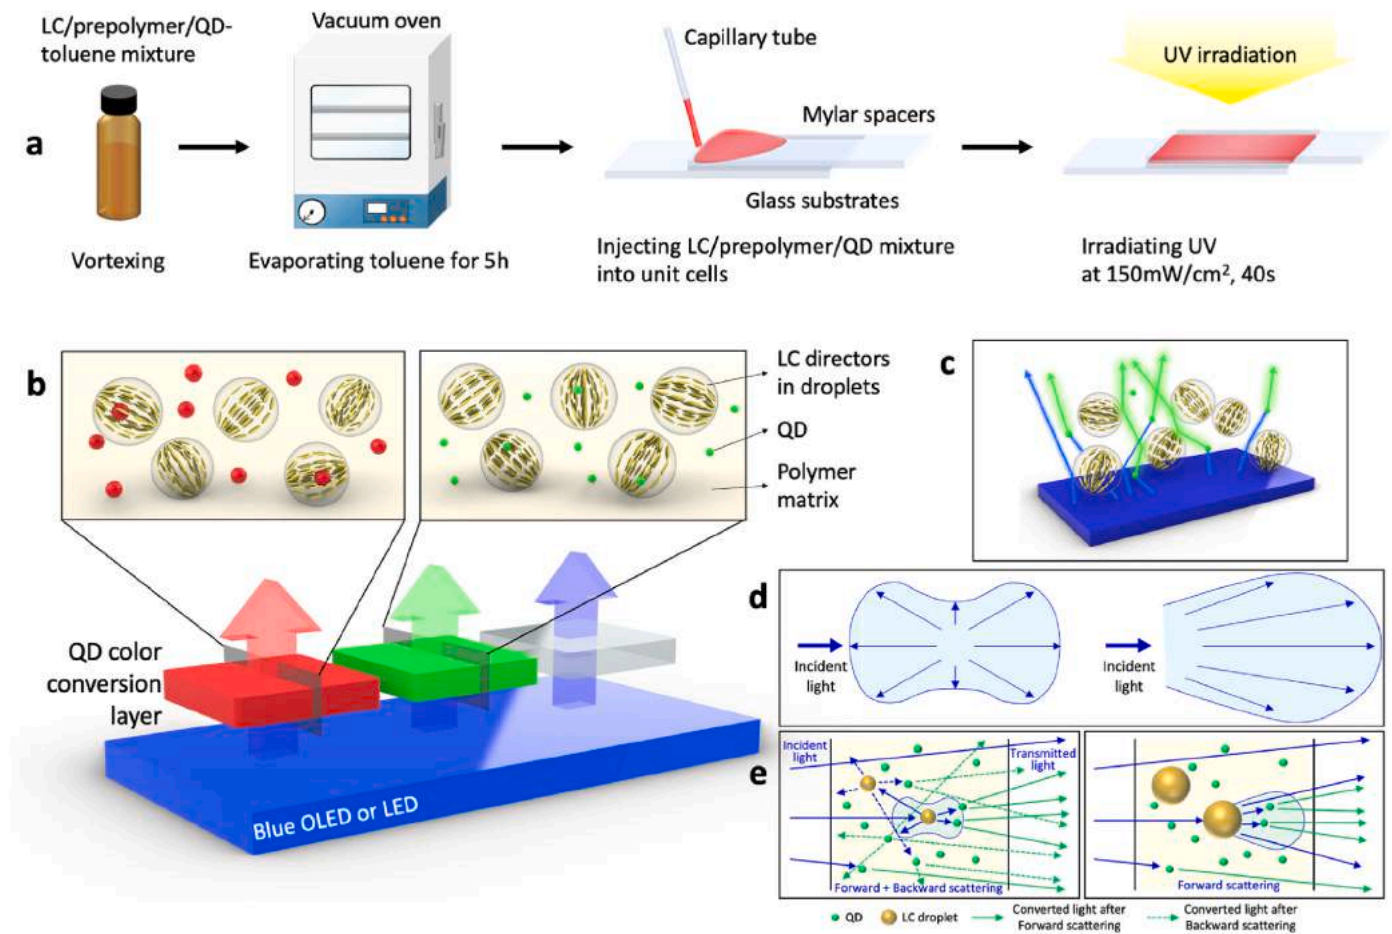 LC/prepolymer/QD-
toluene mixture
Vacuum oven
Capillary tube
Mylar spacers
Glass substrates
UV irradiation
a
Vortexing
Evaporating toluene for 5h
Injecting LC/prepolymer/QD mixture
into unit cells
Irradiating UV
at 150mW/cm², 40s
b
LC directors
in droplets
QD
Polymer
matrix
QD color
conversion
layer
Blue OLED or LED
c
d
Incident
light
Incident
light
e
Incident
light
Transmitted
light
Forward + Backward scattering
Forward scattering
QD
LC droplet
Converted light after
Forward scattering
Converted light after
Backward scattering